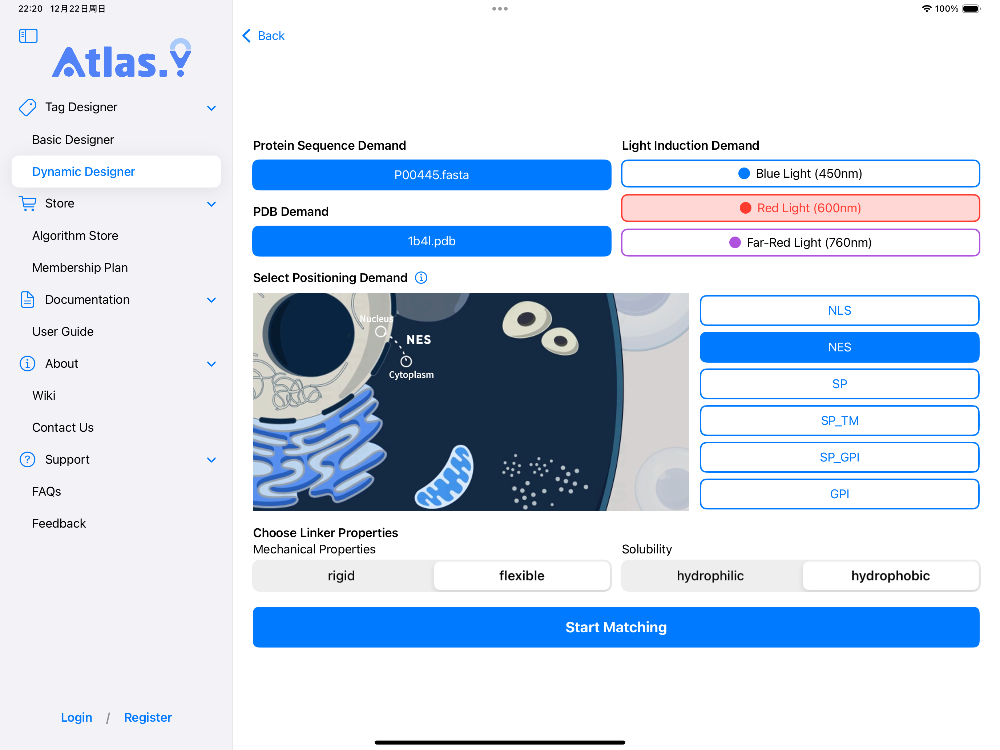 22:20 12月22日周日
100%
Atlas.Y
Tag Designer
Basic Designer
Dynamic Designer
Store
Algorithm Store
Membership Plan
Documentation
User Guide
About
Wiki
Contact Us
Support
FAQs
Feedback
Login / Register
Back
Protein Sequence Demand
P00445.fasta
PDB Demand
1b4l.pdb
Light Induction Demand
Blue Light (450nm)
Red Light (600nm)
Far-Red Light (760nm)
Select Positioning Demand
Nucleus
NES
Cytoplasm
NLS
NES
SP
SP_TM
SP_GPI
GPI
Choose Linker Properties
Mechanical Properties
rigid
flexible
Solubility
hydrophilic
hydrophobic
Start Matching